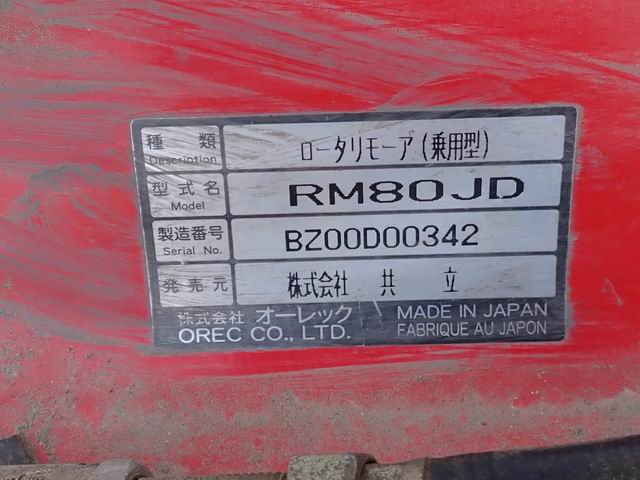 種類 ロータリモーア(乗用型)
Description
型式名 RM80JD
Model
製造番号 BZ00D00342
Serial No.
発売元 株式会社 共立
株式会社 オーレック MADE IN JAPAN
OREC CO., LTD. FABRIQUE AU JAPON